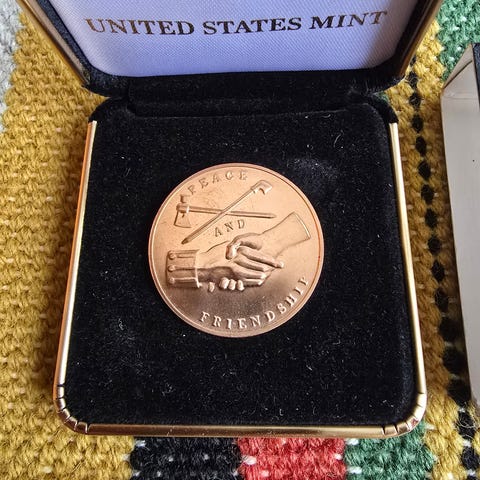 UNITED STATES MINT
PEACE
AND
FRIENDSHIP